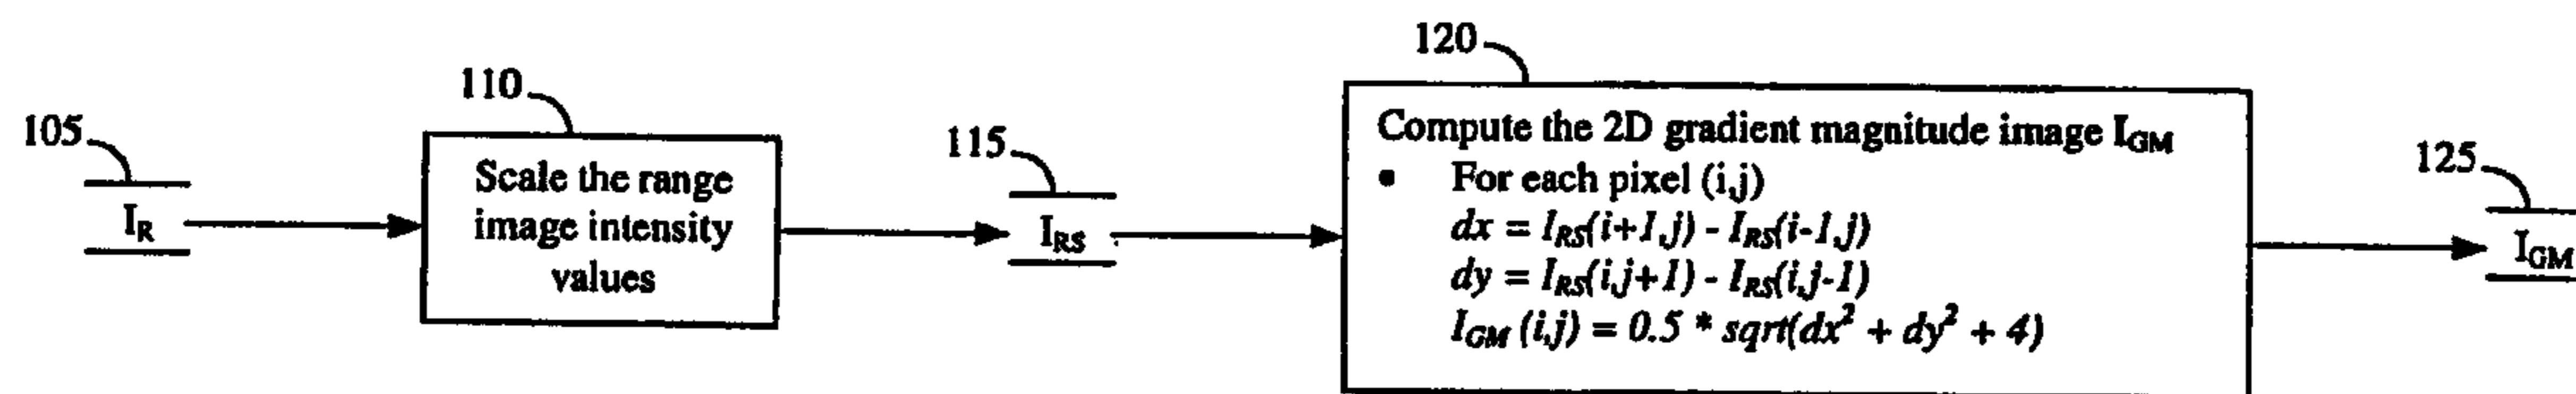 105
I_R
110
Scale the range
image intensity
values
115
I_RS
120
Compute the 2D gradient magnitude image I_GM
• For each pixel (i,j)
dx = I_RS(i+1,j) - I_RS(i-1,j)
dy = I_RS(i,j+1) - I_RS(i,j-1)
I_GM (i,j) = 0.5 * sqrt(dx² + dy² + 4)
125
I_GM